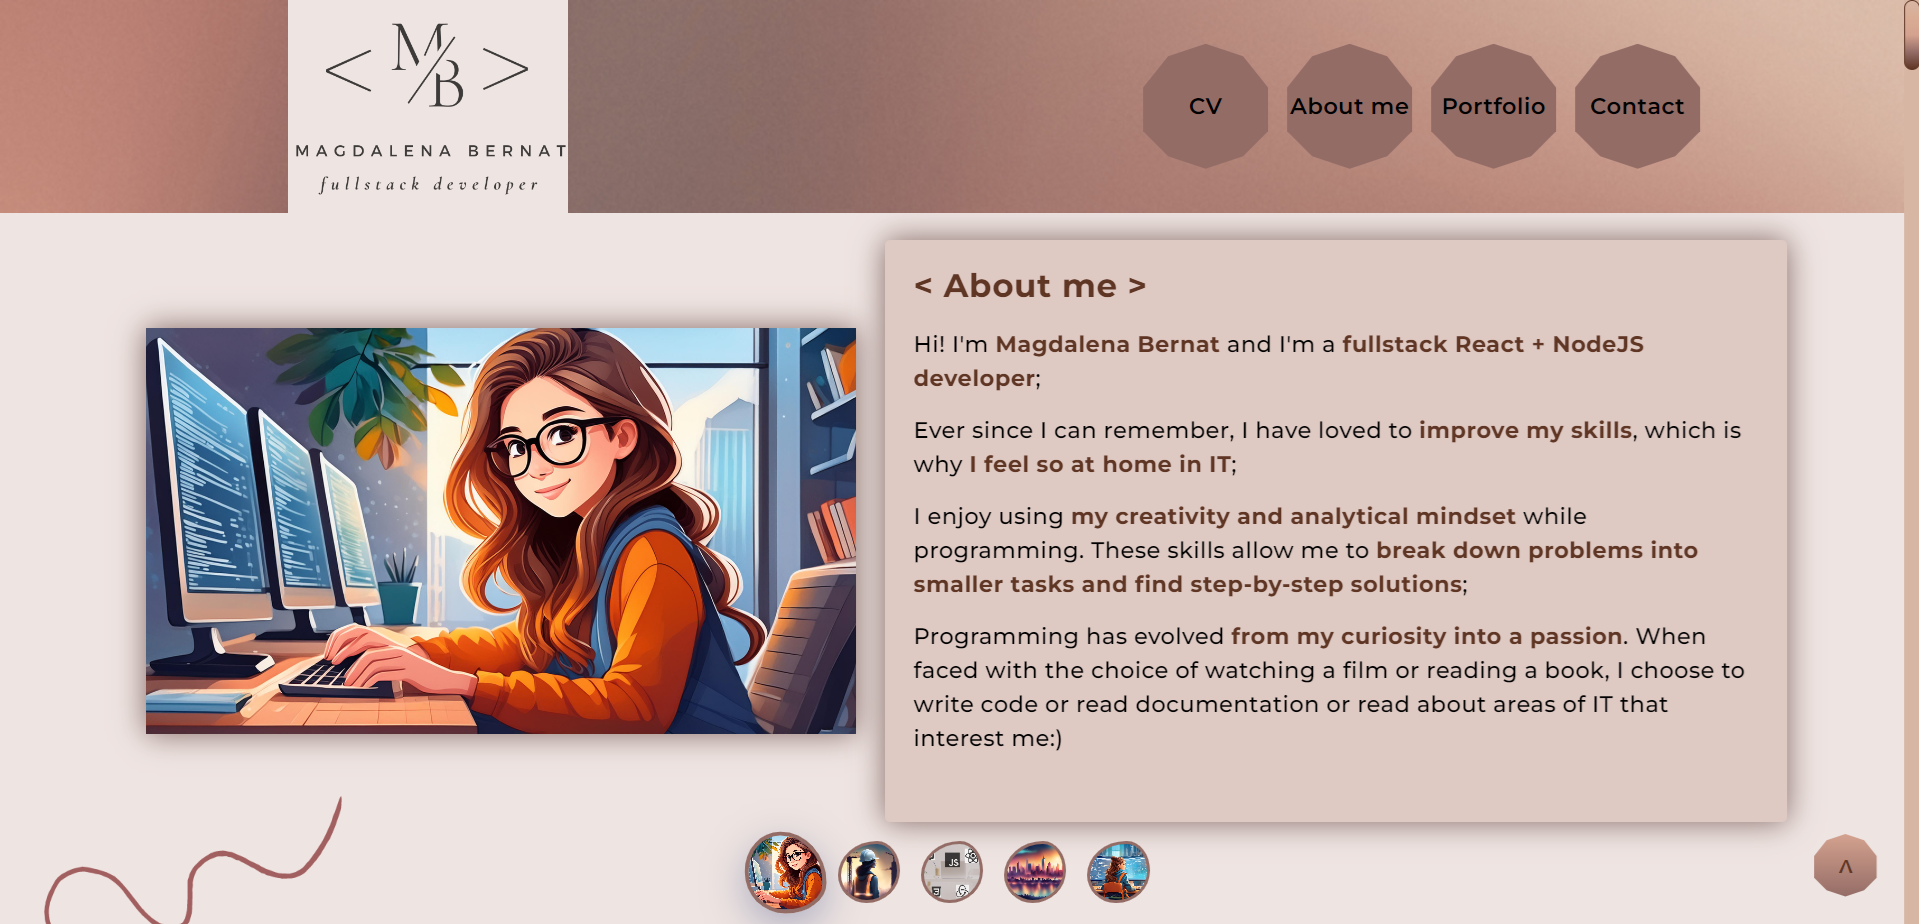 < M/B >
MAGDALENA BERNAT
fullstack developer
CV
About me
Portfolio
Contact
< About me >
Hi! I'm Magdalena Bernat and I'm a fullstack React + NodeJS
developer;
Ever since I can remember, I have loved to improve my skills, which is
why I feel so at home in IT;
I enjoy using my creativity and analytical mindset while
programming. These skills allow me to break down problems into
smaller tasks and find step-by-step solutions;
Programming has evolved from my curiosity into a passion. When
faced with the choice of watching a film or reading a book, I choose to
write code or read documentation or read about areas of IT that
interest me:)
JS